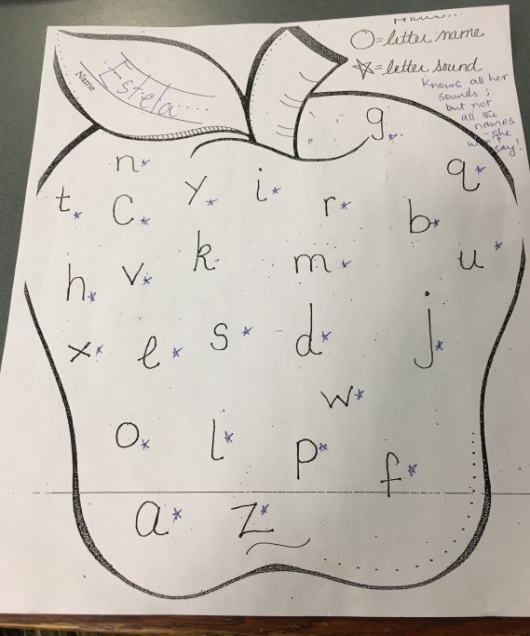 ○=letter name
☆=letter sound
Name
Estela
Knows all her
sounds;
but not
all the
names
she
say!
g
n q
t c y i r b
h v k m u
x e s d j
w
o l p f
a z